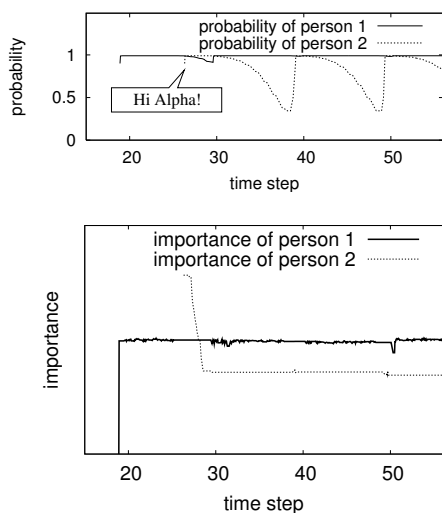 probability of person 1
probability of person 2
1
0.5
0
probability
Hi Alpha!
20 30 40 50
time step
importance of person 1
importance of person 2
importance
20 30 40 50
time step